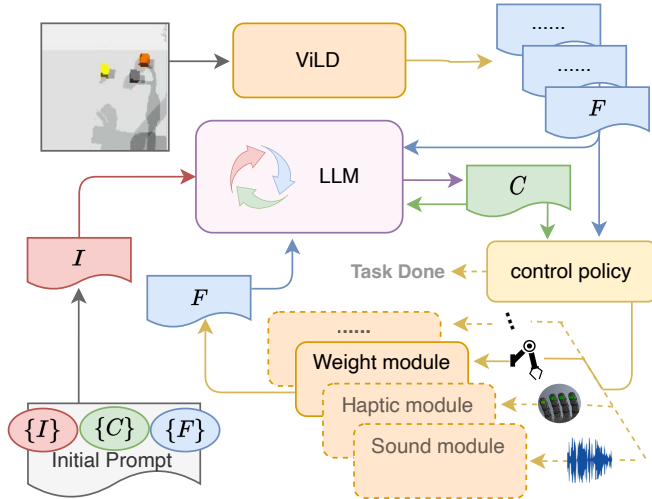 ViLD
......
......
F
LLM
C
I
F
Task Done
control policy
......
Weight module
Haptic module
Sound module
{I}
{C}
{F}
Initial Prompt